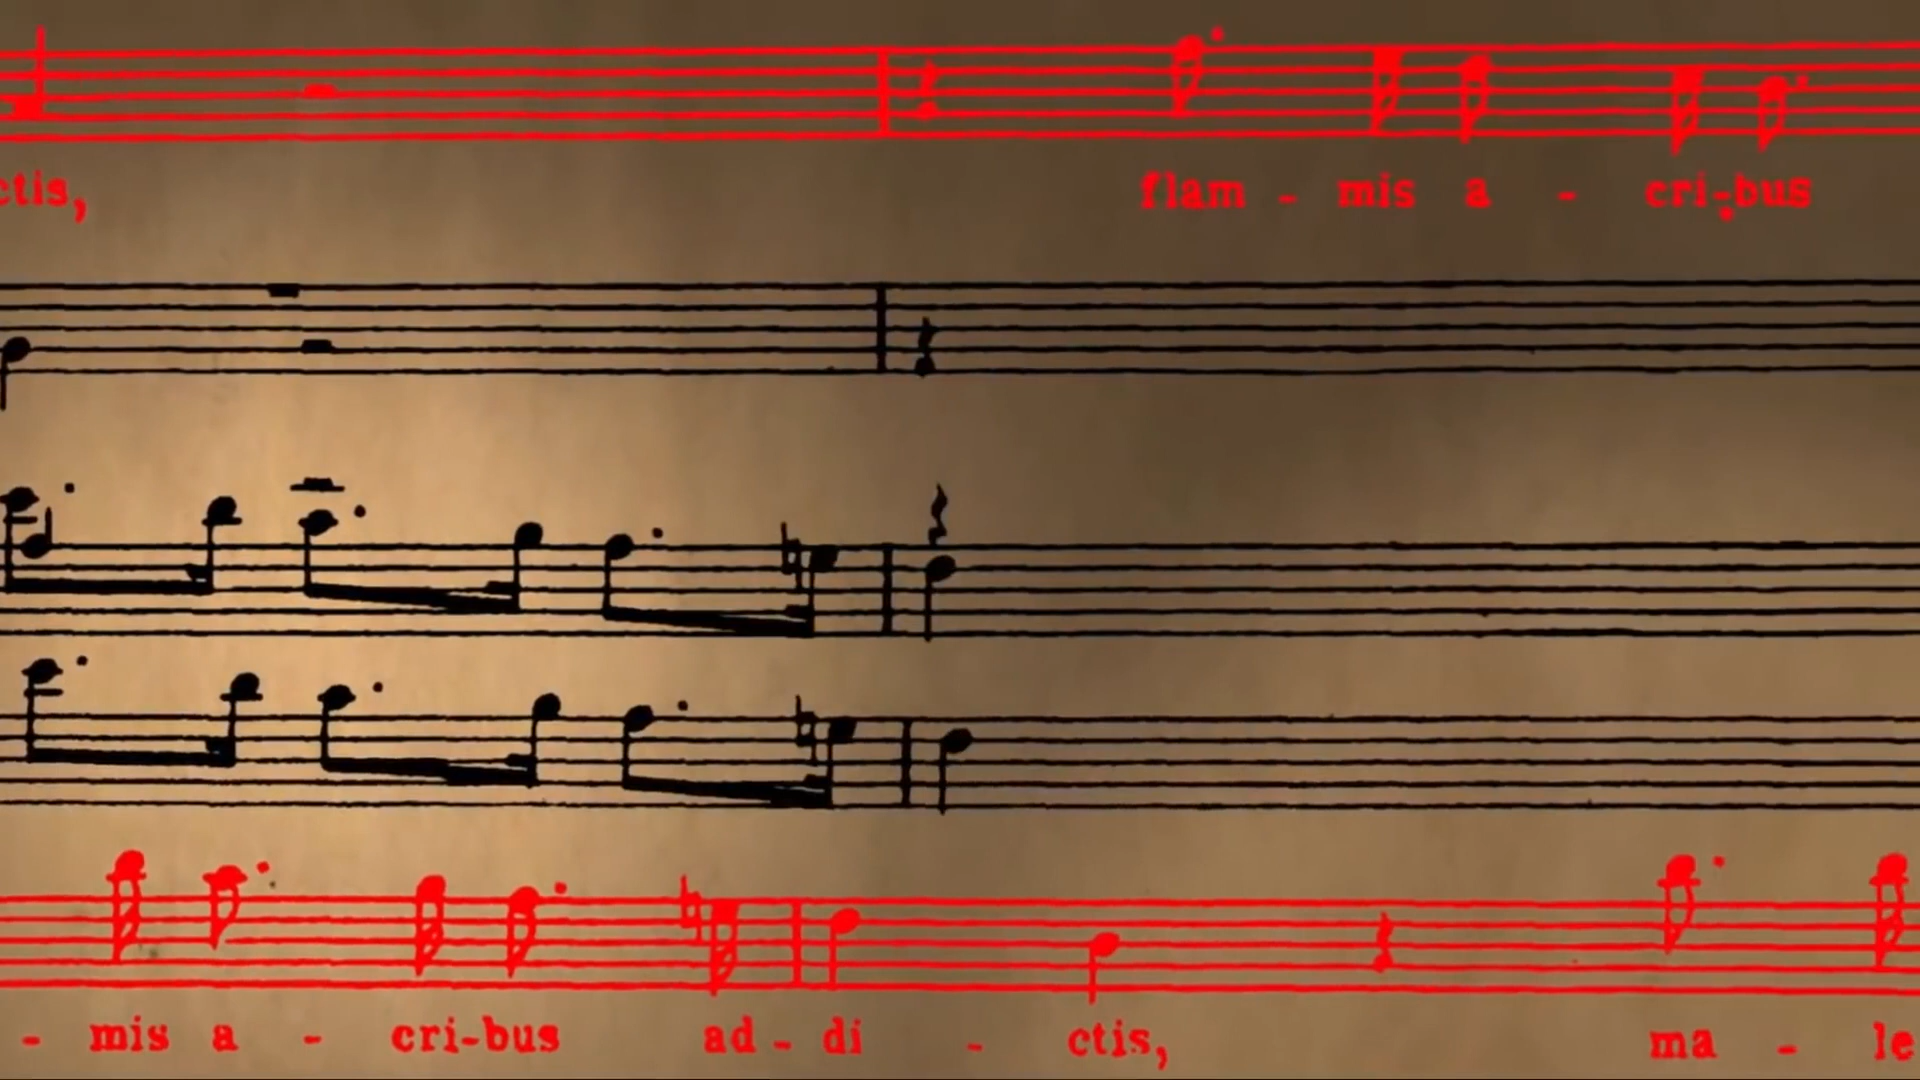 ctis, flam - mis a - cri-bus
- mis a - cri-bus ad - di - ctis, ma - le